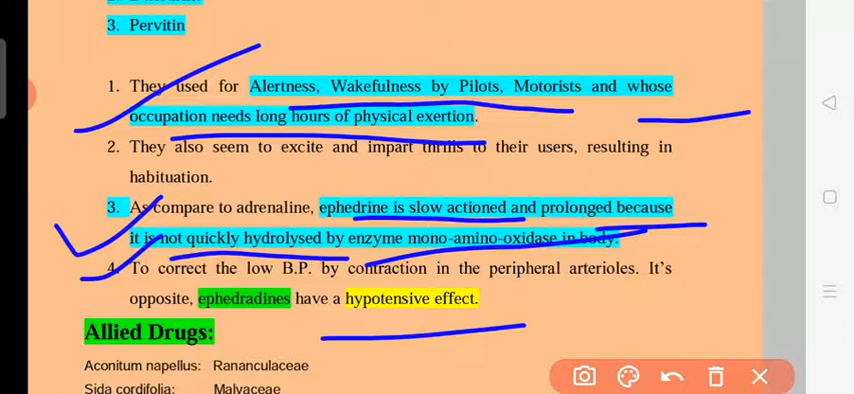 3. Pervitin
1. They used for Alertness, Wakefulness by Pilots, Motorists and whose
occupation needs long hours of physical exertion.
2. They also seem to excite and impart thrills to their users, resulting in
habituation.
3. As compare to adrenaline, ephedrine is slow actioned and prolonged because
it is not quickly hydrolysed by enzyme mono-amino-oxidase in body.
4. To correct the low B.P. by contraction in the peripheral arterioles. It’s
opposite, ephedradines have a hypotensive effect.
Allied Drugs:
Aconitum napellus: Rananculaceae
Sida cordifolia: Malvaceae